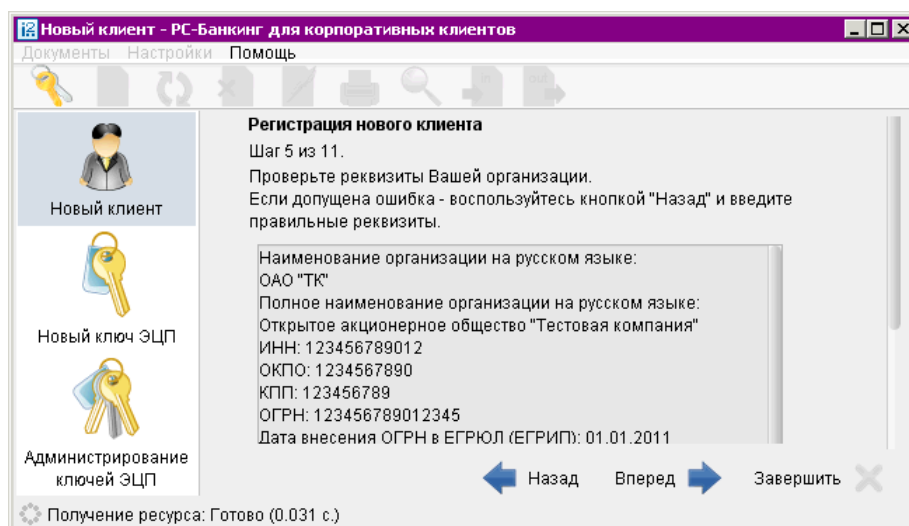 Новый клиент - РС-Банкинг для корпоративных клиентов
Документы Настройки Помощь
Новый клиент
Новый ключ ЭЦП
Администрирование
ключей ЭЦП
Регистрация нового клиента
Шаг 5 из 11.
Проверьте реквизиты Вашей организации.
Если допущена ошибка - воспользуйтесь кнопкой "Назад" и введите
правильные реквизиты.
Наименование организации на русском языке:
ОАО "ТК"
Полное наименование организации на русском языке:
Открытое акционерное общество "Тестовая компания"
ИНН: 123456789012
ОКПО: 1234567890
КПП: 123456789
ОГРН: 123456789012345
Дата внесения ОГРН в ЕГРЮЛ (ЕГРИП): 01.01.2011
Назад Вперед Завершить
Получение ресурса: Готово (0.031 с.)